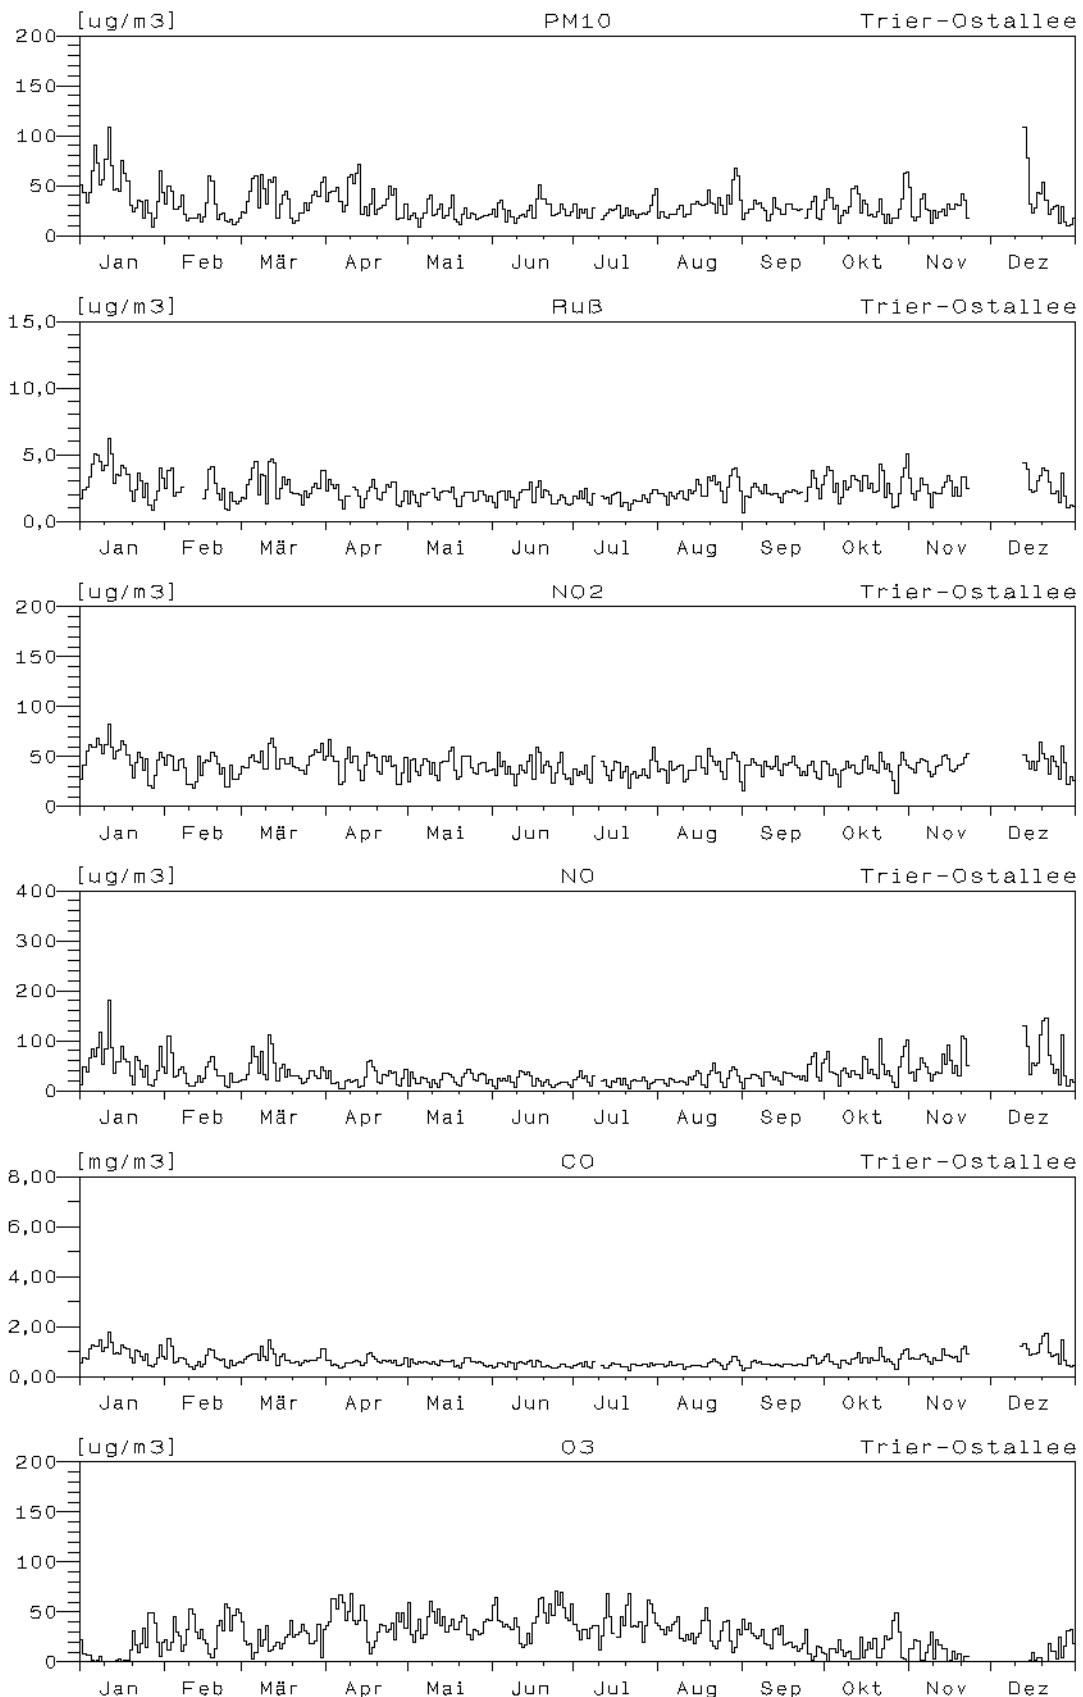 [ug/m3] PM10 Trier-Ostallee
200
150
100
50
0
Jan Feb Mär Apr Mai Jun Jul Aug Sep Okt Nov Dez
[ug/m3] Ruß Trier-Ostallee
15,0
10,0
5,0
0,0
Jan Feb Mär Apr Mai Jun Jul Aug Sep Okt Nov Dez
[ug/m3] NO2 Trier-Ostallee
200
150
100
50
0
Jan Feb Mär Apr Mai Jun Jul Aug Sep Okt Nov Dez
[ug/m3] NO Trier-Ostallee
400
300
200
100
0
Jan Feb Mär Apr Mai Jun Jul Aug Sep Okt Nov Dez
[mg/m3] CO Trier-Ostallee
8,00
6,00
4,00
2,00
0,00
Jan Feb Mär Apr Mai Jun Jul Aug Sep Okt Nov Dez
[ug/m3] O3 Trier-Ostallee
200
150
100
50
0
Jan Feb Mär Apr Mai Jun Jul Aug Sep Okt Nov Dez